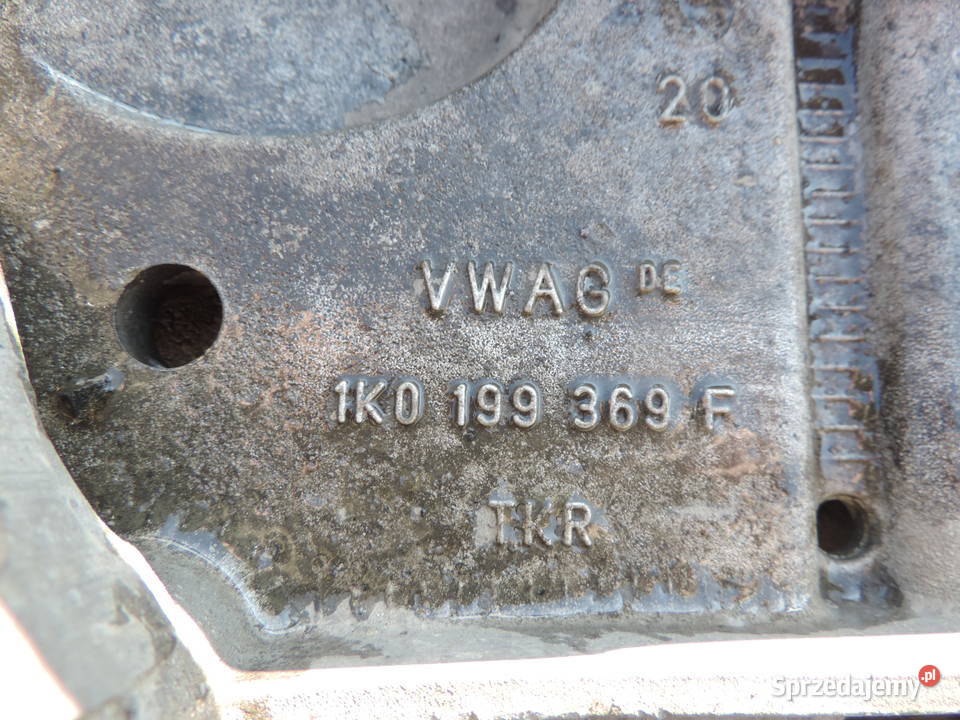 20
VWAG DE
1K0 199 369 F
TKR
Sprzedajemy.pl